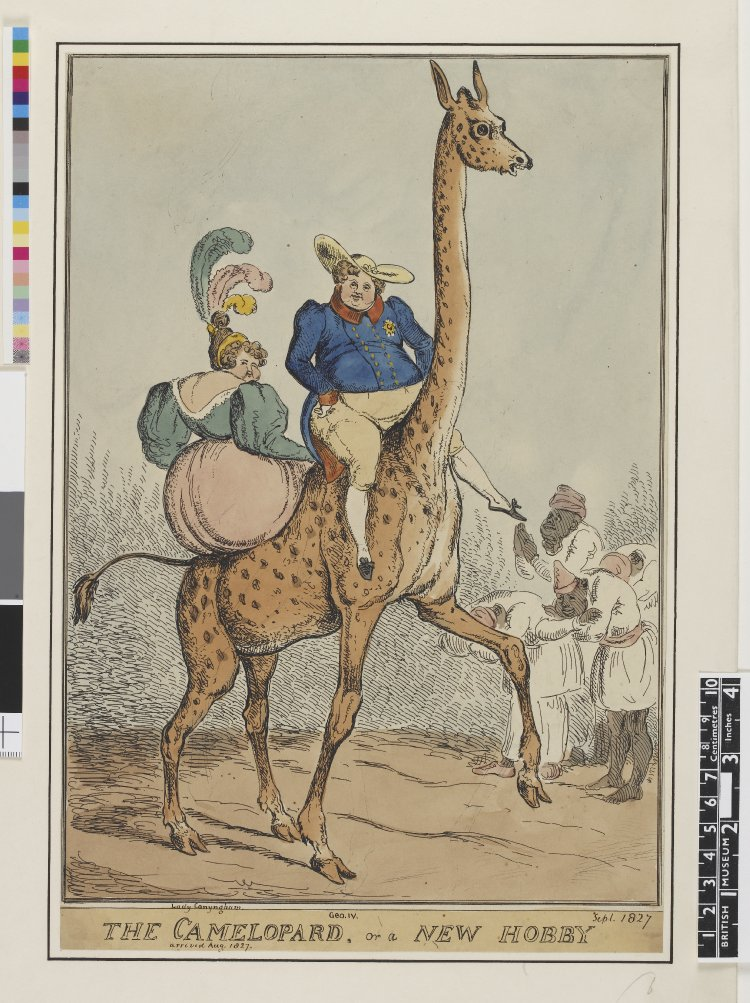 Lady Conyngham
Geo. IV.
Sept. 1827
THE CAMELOPARD, or a NEW HOBBY
arrived Aug. 1827.
1 2 3 4 5 6 7 8 9 10
Centimetres
BRITISH MUSEUM
1 2 3 4
Inches